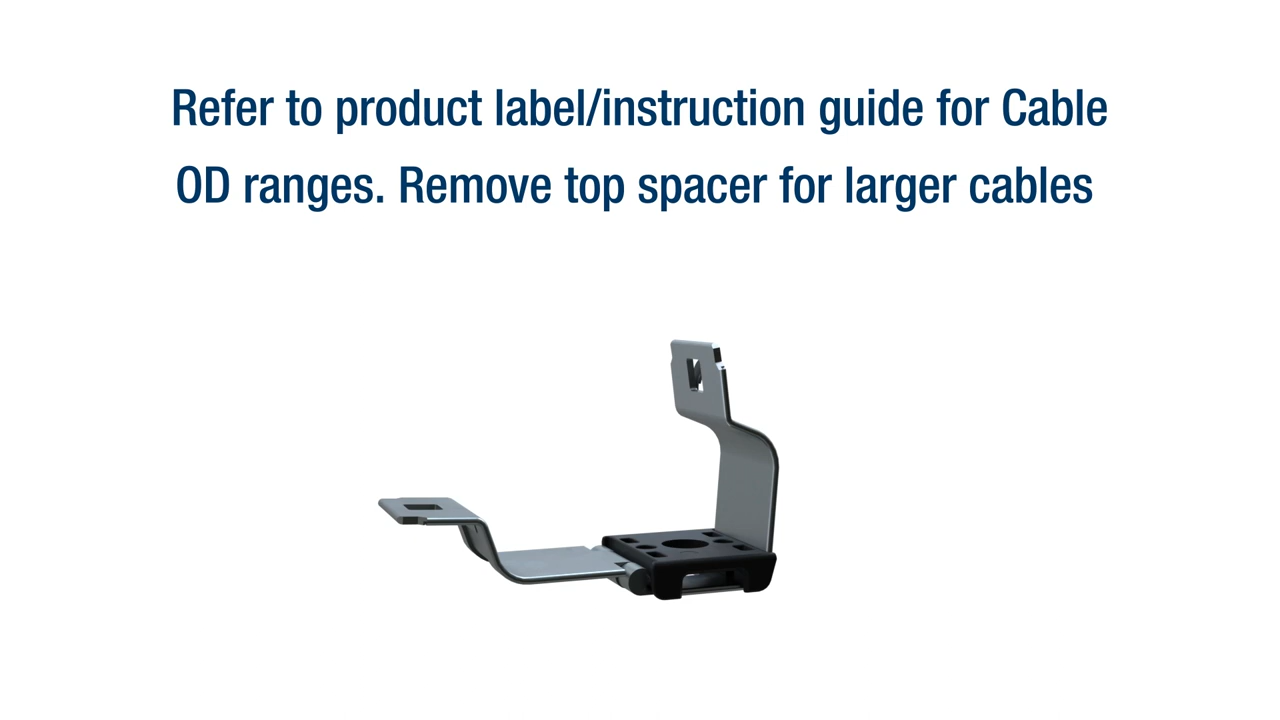 Refer to product label/instruction guide for Cable
OD ranges. Remove top spacer for larger cables